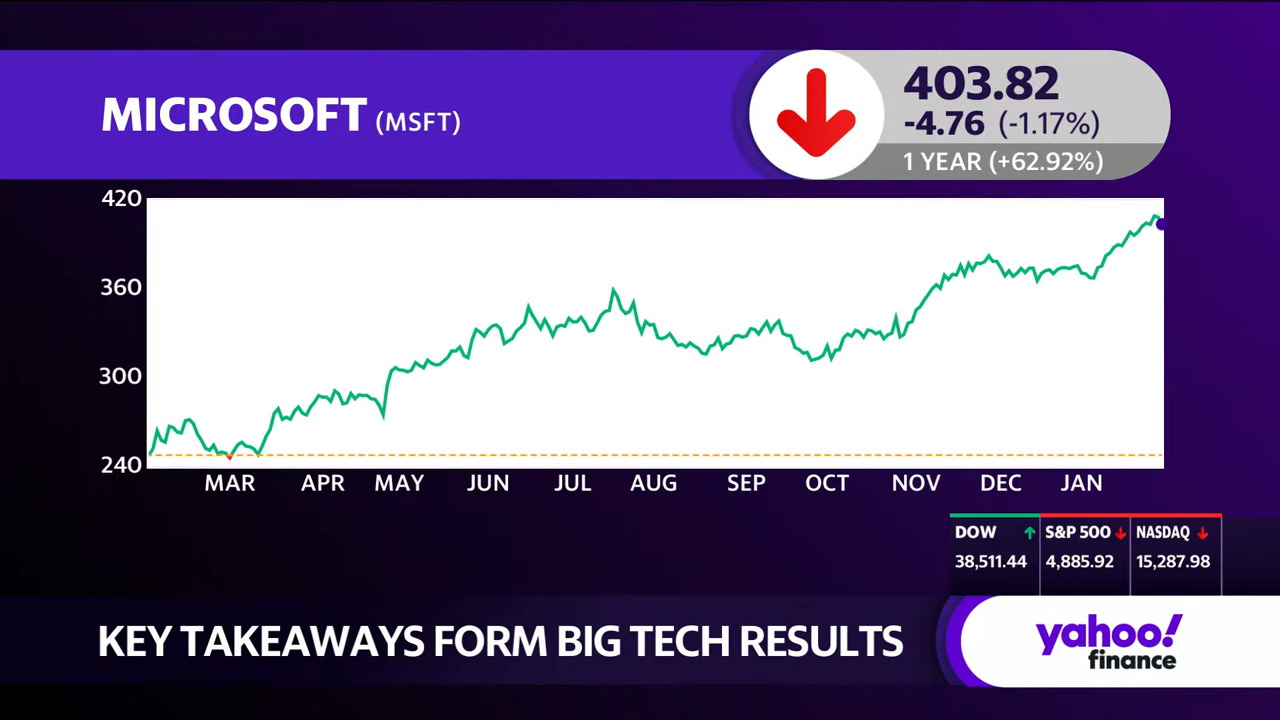 MICROSOFT (MSFT)
403.82
-4.76 (-1.17%)
1 YEAR (+62.92%)
420
360
300
240
MAR APR MAY JUN JUL AUG SEP OCT NOV DEC JAN
DOW S&P 500 NASDAQ
38,511.44 4,885.92 15,287.98
KEY TAKEAWAYS FORM BIG TECH RESULTS
yahoo!
finance